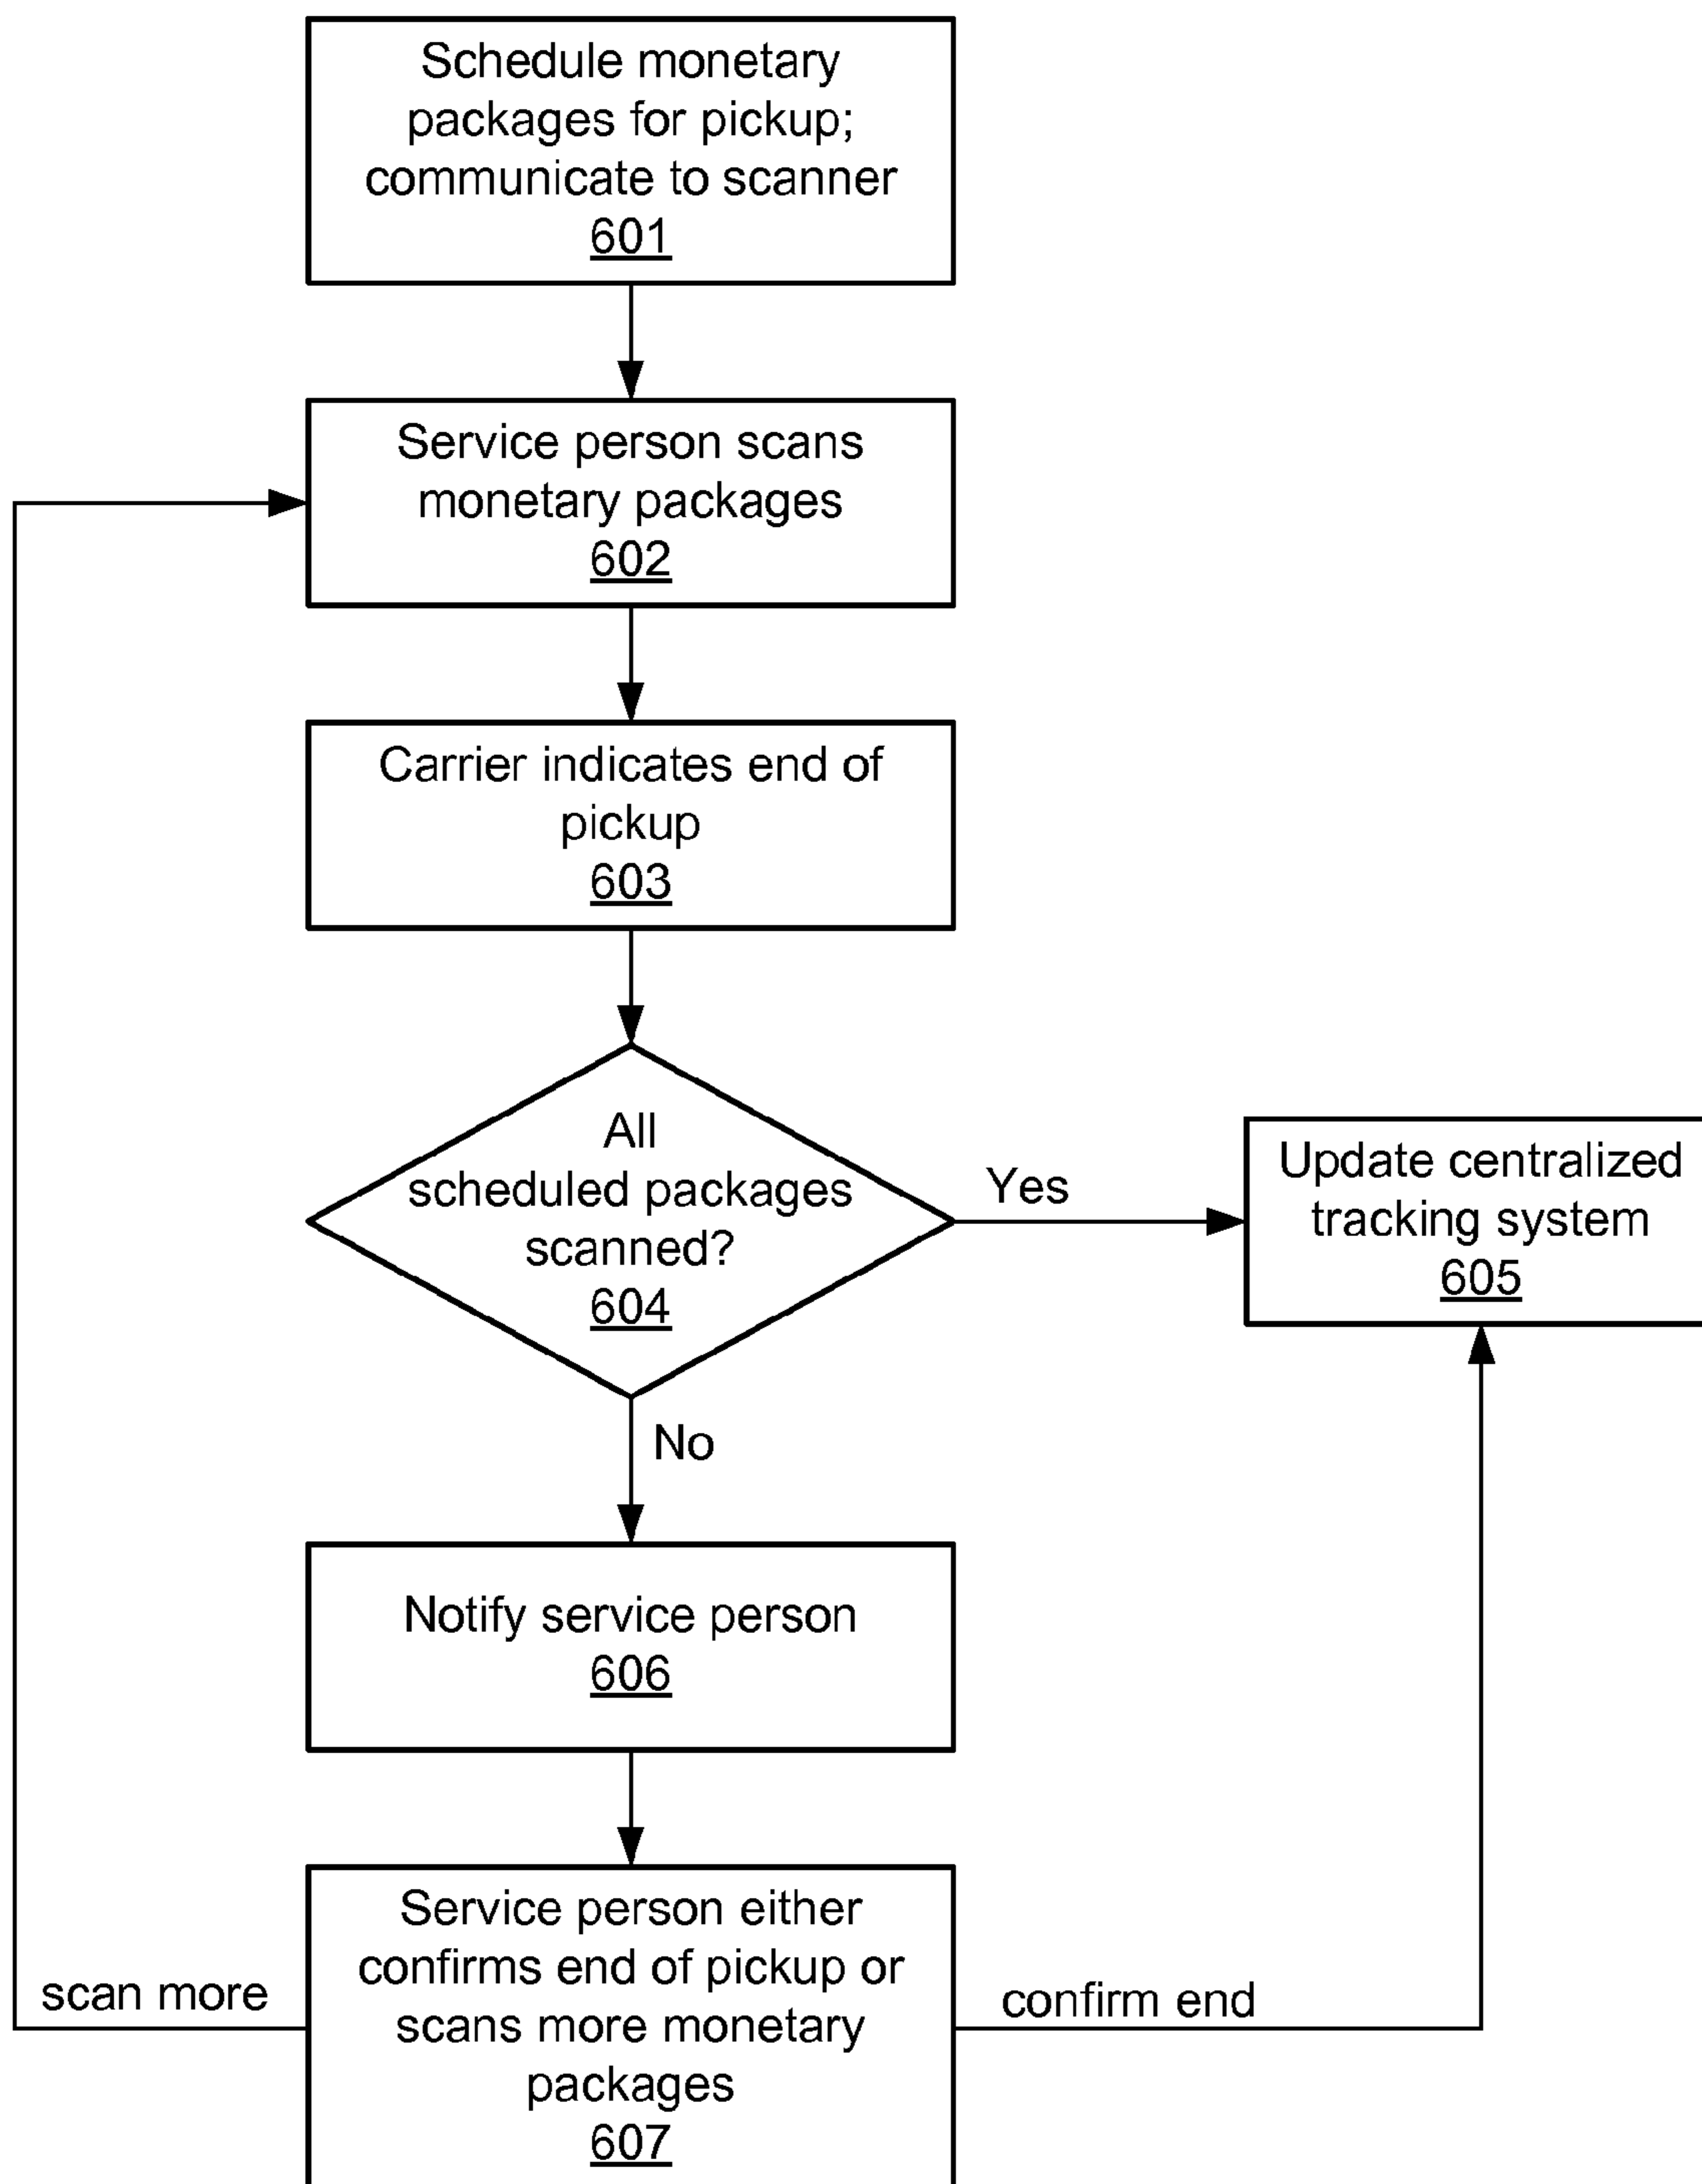 Schedule monetary
packages for pickup;
communicate to scanner
601
Service person scans
monetary packages
602
Carrier indicates end of
pickup
603
All
scheduled packages
scanned?
604
Yes
Update centralized
tracking system
605
No
Notify service person
606
Service person either
confirms end of pickup or
scans more monetary
packages
607
scan more
confirm end